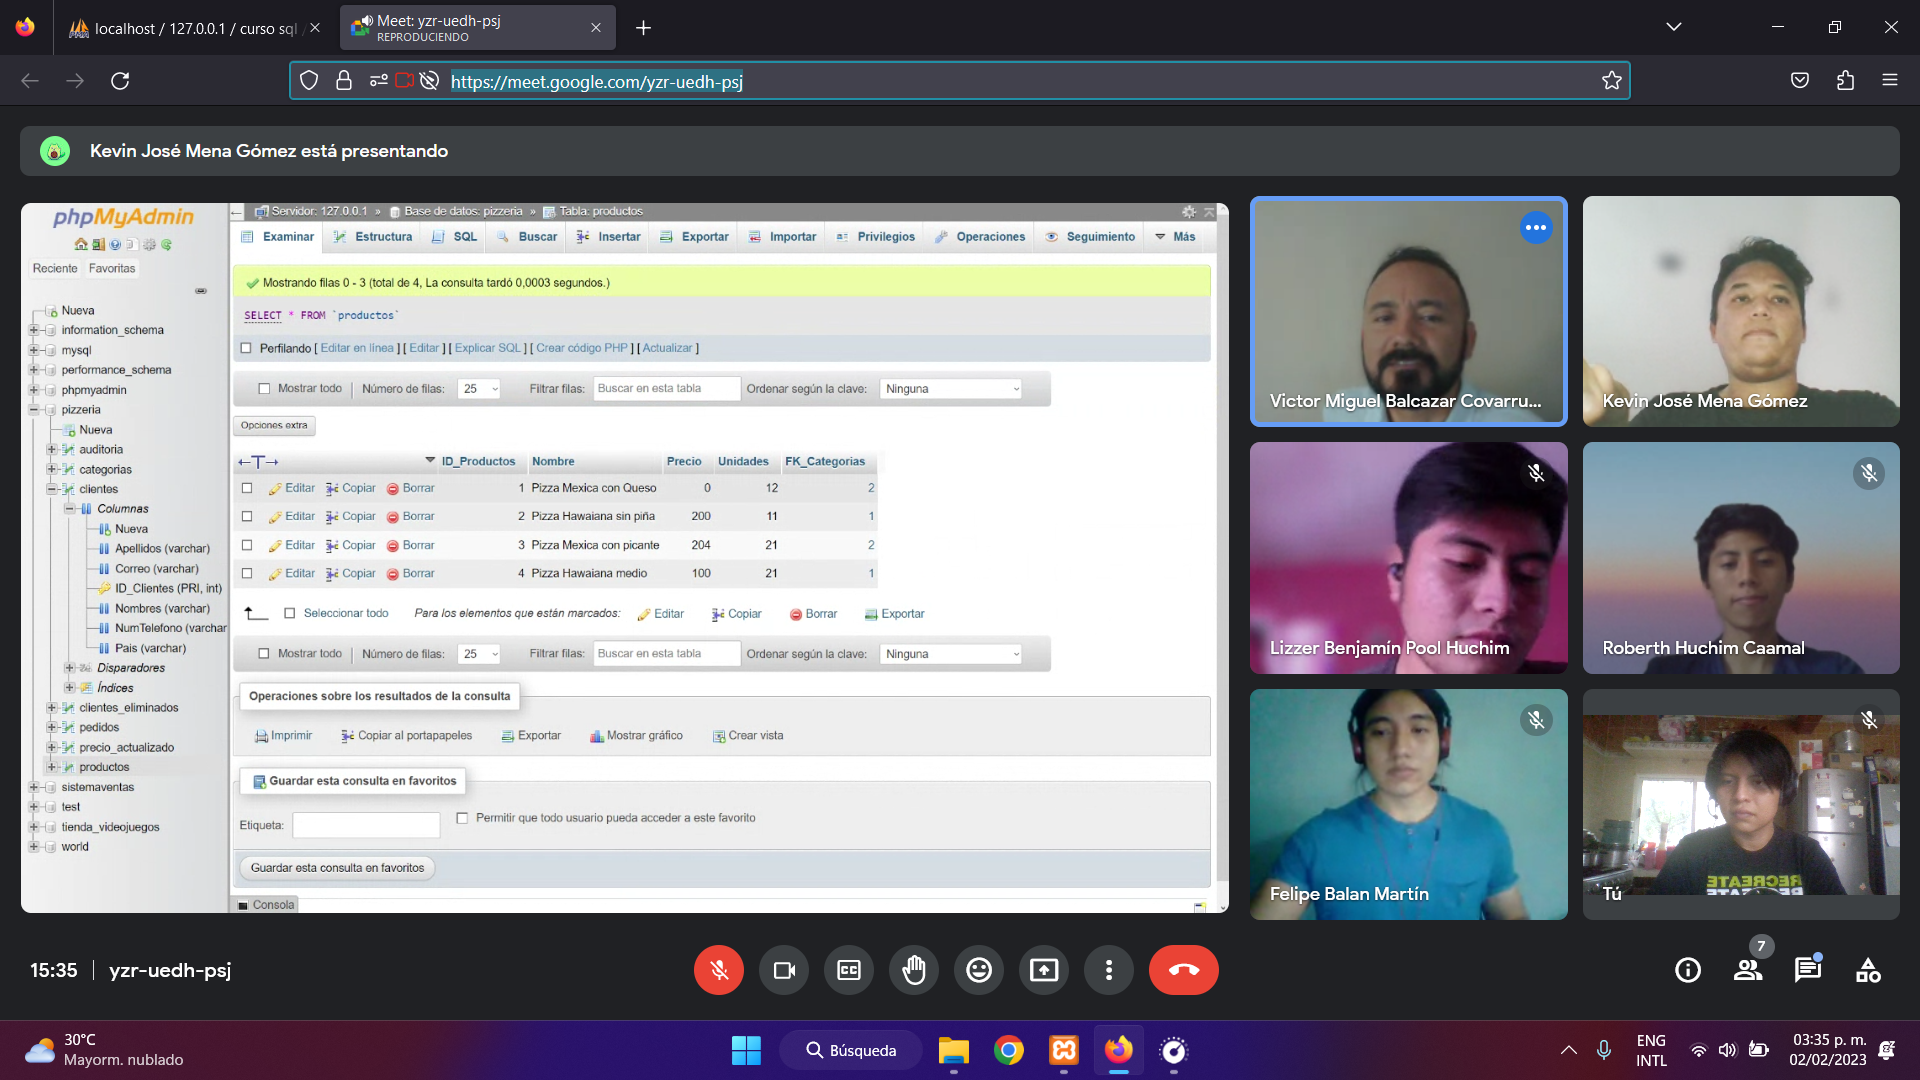 localhost / 127.0.0.1 / curso sql /
Meet: yzr-uedh-psj
REPRODUCIENDO
https://meet.google.com/yzr-uedh-psj
Kevin José Mena Gómez está presentando
phpMyAdmin
Reciente Favoritas
Nueva
information_schema
mysql
performance_schema
phpmyadmin
pizzeria
Nueva
auditoria
categorias
clientes
Columnas
Nueva
Apellidos (varchar)
Correo (varchar)
ID_Clientes (PRI, int)
Nombres (varchar)
NumTelefono (varchar
Pais (varchar)
Disparadores
Índices
clientes_eliminados
pedidos
precio_actualizado
productos
sistemaventas
test
tienda_videojuegos
world
Servidor: 127.0.0.1 » Base de datos: pizzeria » Tabla: productos
Examinar Estructura SQL Buscar Insertar Exportar Importar Privilegios Operaciones Seguimiento Más
Mostrando filas 0 - 3 (total de 4, La consulta tardó 0,0003 segundos.)
SELECT * FROM `productos`
Perfilando [ Editar en línea ] [ Editar ] [ Explicar SQL ] [ Crear código PHP ] [ Actualizar ]
Mostrar todo Número de filas: 25 Filtrar filas: Buscar en esta tabla Ordenar según la clave: Ninguna
Opciones extra
←T→ ID_Productos Nombre Precio Unidades FK_Categorias
Editar Copiar Borrar 1 Pizza Mexica con Queso 0 12 2
Editar Copiar Borrar 2 Pizza Hawaiana sin piña 200 11 1
Editar Copiar Borrar 3 Pizza Mexica con picante 204 21 2
Editar Copiar Borrar 4 Pizza Hawaiana medio 100 21 1
Seleccionar todo Para los elementos que están marcados: Editar Copiar Borrar Exportar
Mostrar todo Número de filas: 25 Filtrar filas: Buscar en esta tabla Ordenar según la clave: Ninguna
Operaciones sobre los resultados de la consulta
Imprimir Copiar al portapapeles Exportar Mostrar gráfico Crear vista
Guardar esta consulta en favoritos
Etiqueta: Permitir que todo usuario pueda acceder a este favorito
Guardar esta consulta en favoritos
Consola
Victor Miguel Balcazar Covarru...
Kevin José Mena Gómez
Lizzer Benjamín Pool Huchim
Roberth Huchim Caamal
Felipe Balan Martín
RECREATE
Tú
15:35 | yzr-uedh-psj
7
30°C
Mayorm. nublado
Búsqueda
ENG
INTL
03:35 p. m.
02/02/2023